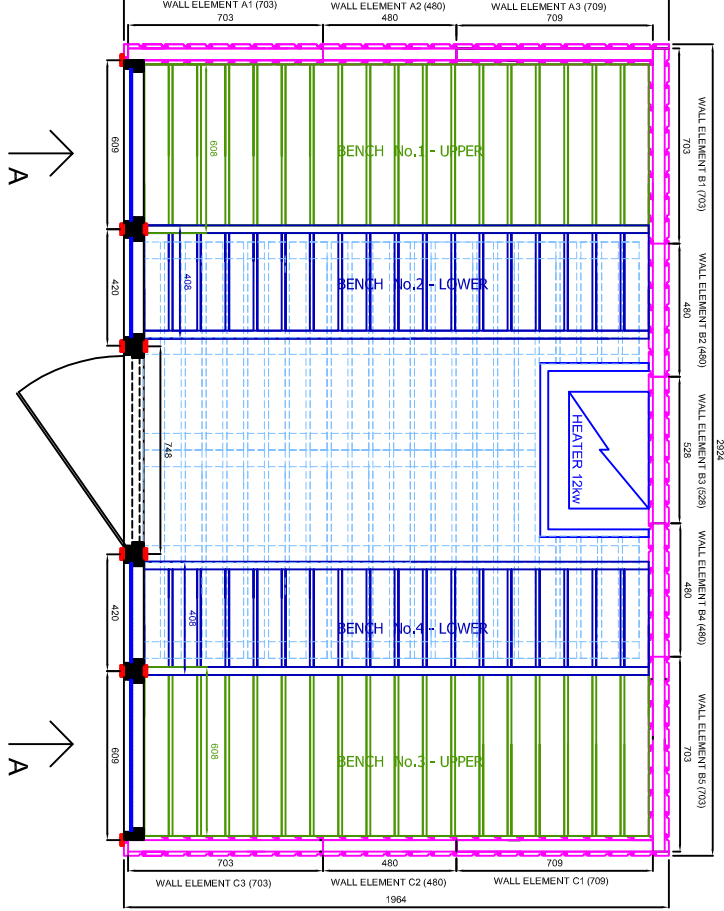 WALL ELEMENT A1 (703)
WALL ELEMENT A2 (480)
WALL ELEMENT A3 (709)
703
480
709
WALL ELEMENT B1 (703)
703
WALL ELEMENT B2 (480)
480
WALL ELEMENT B3 (528)
528
2924
WALL ELEMENT B4 (480)
480
WALL ELEMENT B5 (703)
703
609
A
608
BENCH No.1 - UPPER
420
408
BENCH No.2 - LOWER
748
HEATER 12kw
420
408
BENCH No.4 - LOWER
609
A
608
BENCH No.3 - UPPER
703
480
709
WALL ELEMENT C3 (703)
WALL ELEMENT C2 (480)
WALL ELEMENT C1 (709)
1964